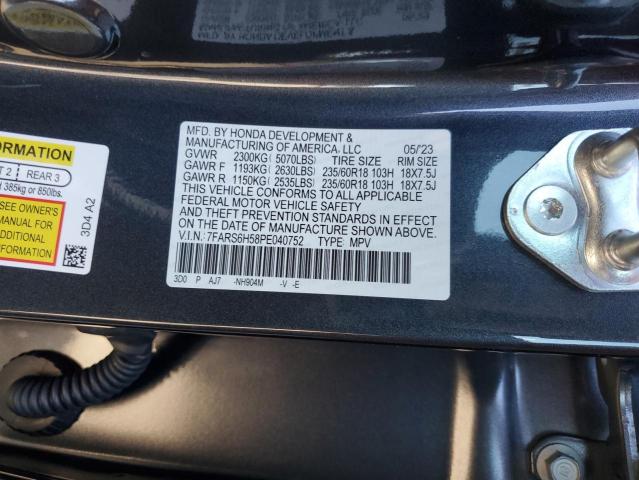 MFD. BY HONDA DEVELOPMENT &
MANUFACTURING OF AMERICA, LLC 05/'23
GVWR 2300KG( 5070LBS) TIRE SIZE RIM SIZE
GAWR F 1193KG( 2630LBS) 235/60R18 103H 18X7.5J
GAWR R 1150KG( 2535LBS) 235/60R18 103H 18X7.5J
THIS VEHICLE CONFORMS TO ALL APPLICABLE
FEDERAL MOTOR VEHICLE SAFETY
AND THEFT PREVENTION STANDARDS IN EFFECT
ON THE DATE OF MANUFACTURE SHOWN ABOVE.
V.I.N.: 7FARS6H58PE040752 TYPE: MPV
3D0 P AJ7 -NH904M -V -E
FORMATION
2 REAR 3
385kg or 850lbs.
SEE OWNER'S
MANUAL FOR
ADDITIONAL
INFORMATION
3D4 A2